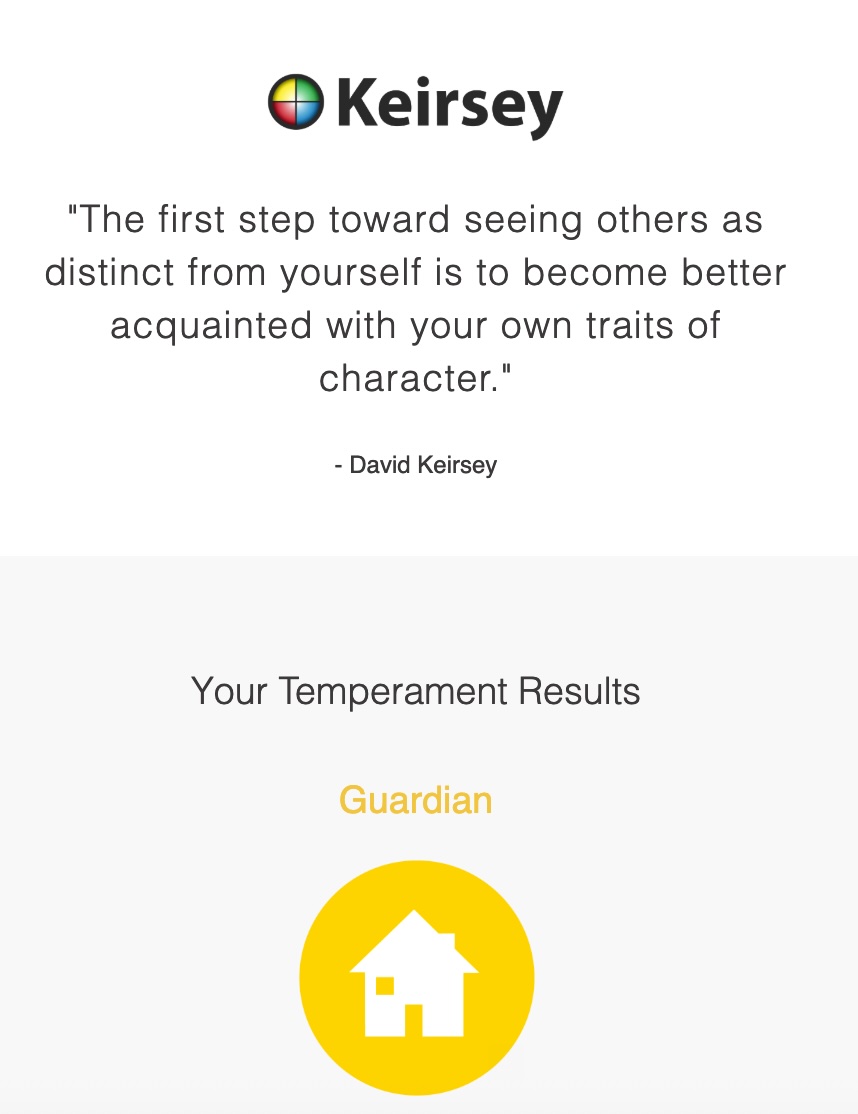 Keirsey
"The first step toward seeing others as
distinct from yourself is to become better
acquainted with your own traits of
character."
- David Keirsey
Your Temperament Results
Guardian